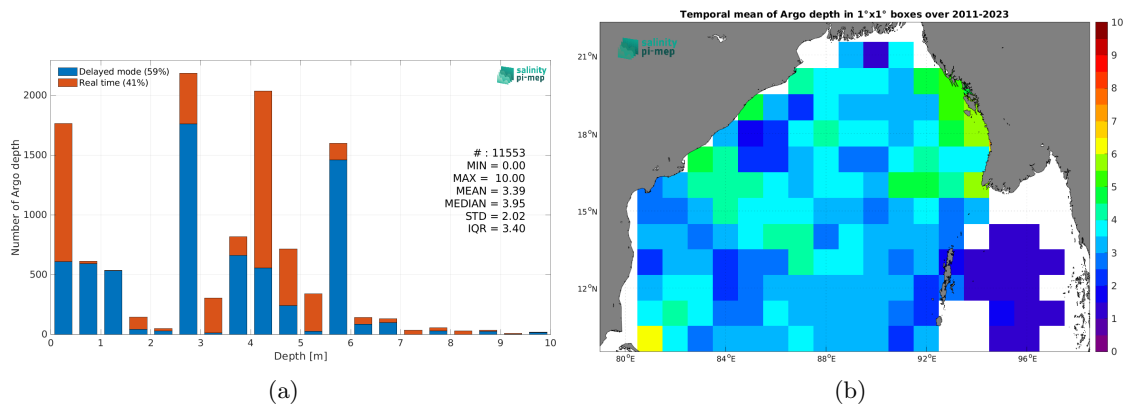 salinity
pi-mep
Delayed mode (59%)
Real time (41%)
Number of Argo depth
2000
1500
1000
500
0
# : 11553
MIN = 0.00
MAX = 10.00
MEAN = 3.39
MEDIAN = 3.95
STD = 2.02
IQR = 3.40
0 1 2 3 4 5 6 7 8 9 10
Depth [m]
(a)
Temporal mean of Argo depth in 1°x1° boxes over 2011-2023
salinity
pi-mep
21°N
18°N
15°N
12°N
80°E 84°E 88°E 92°E 96°E
10
9
8
7
6
5
4
3
2
1
0
(b)